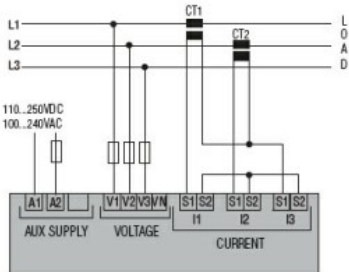 CT1
L1
L
L2
CT2
O
A
L3
D
110...250VDC
100...240VAC
A1 A2
V1 V2 V3 VN
S1 S2 S1 S2 S1 S2
I1 I2 I3
AUX SUPPLY VOLTAGE CURRENT